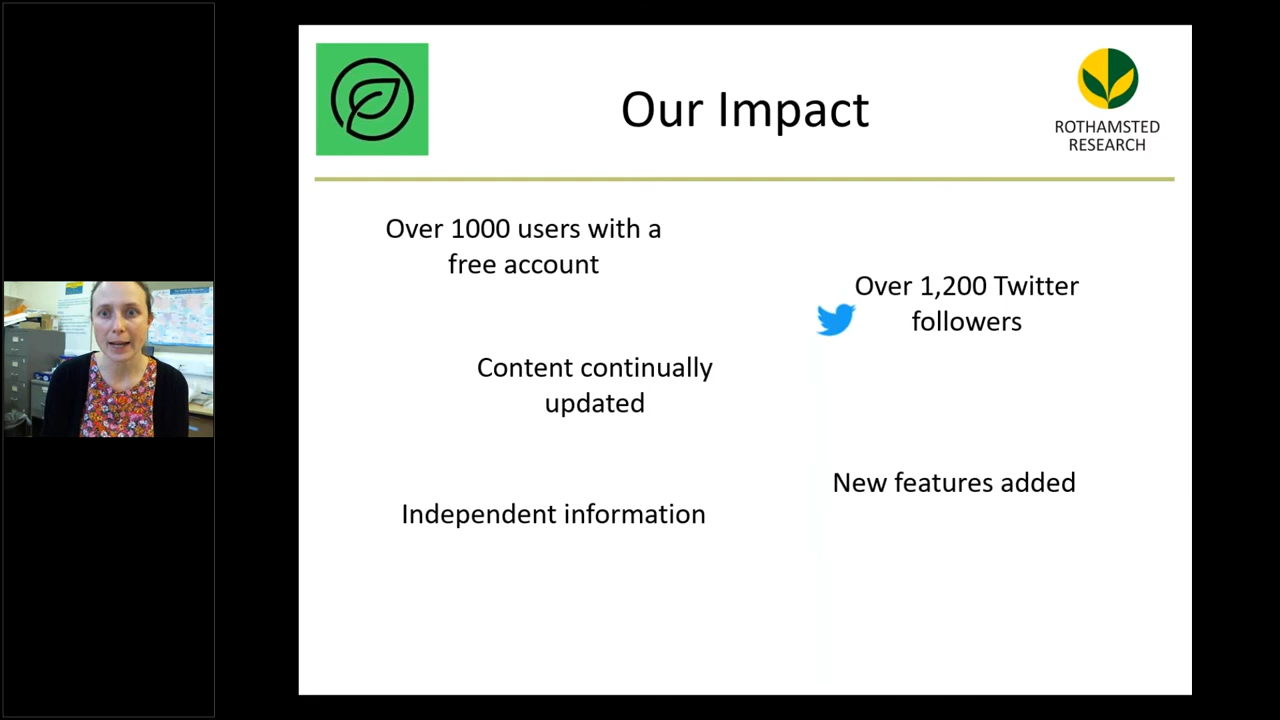 Our Impact
ROTHAMSTED
RESEARCH
Over 1000 users with a
free account
Over 1,200 Twitter
followers
Content continually
updated
New features added
Independent information